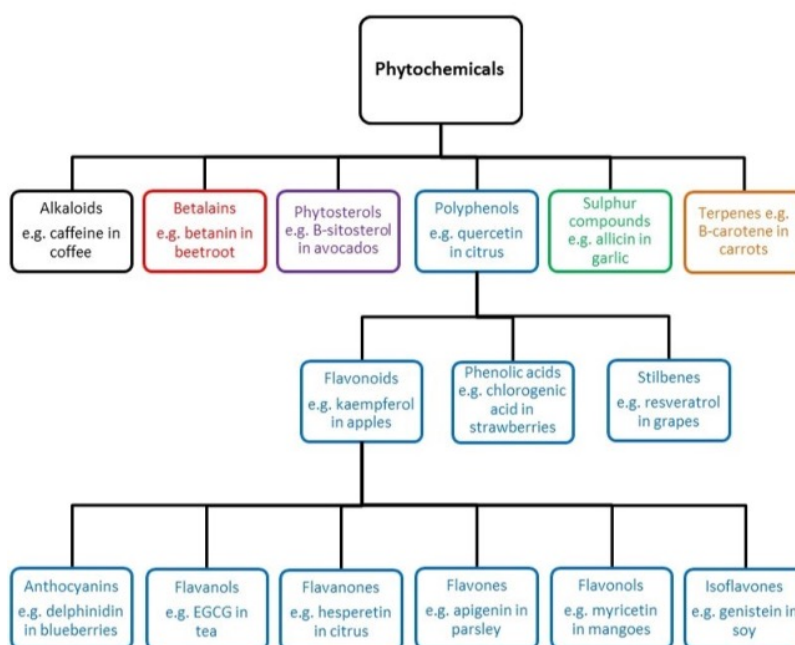 Phytochemicals
Alkaloids
e.g. caffeine in
coffee
Betalains
e.g. betanin in
beetroot
Phytosterols
e.g. B-sitosterol
in avocados
Polyphenols
e.g. quercetin
in citrus
Sulphur
compounds
e.g. allicin in
garlic
Terpenes e.g.
B-carotene in
carrots
Flavonoids
e.g. kaempferol
in apples
Phenolic acids
e.g. chlorogenic
acid in
strawberries
Stilbenes
e.g. resveratrol
in grapes
Anthocyanins
e.g. delphinidin
in blueberries
Flavanols
e.g. EGCG in
tea
Flavanones
e.g. hesperetin
in citrus
Flavones
e.g. apigenin in
parsley
Flavonols
e.g. myricetin
in mangoes
Isoflavones
e.g. genistein in
soy